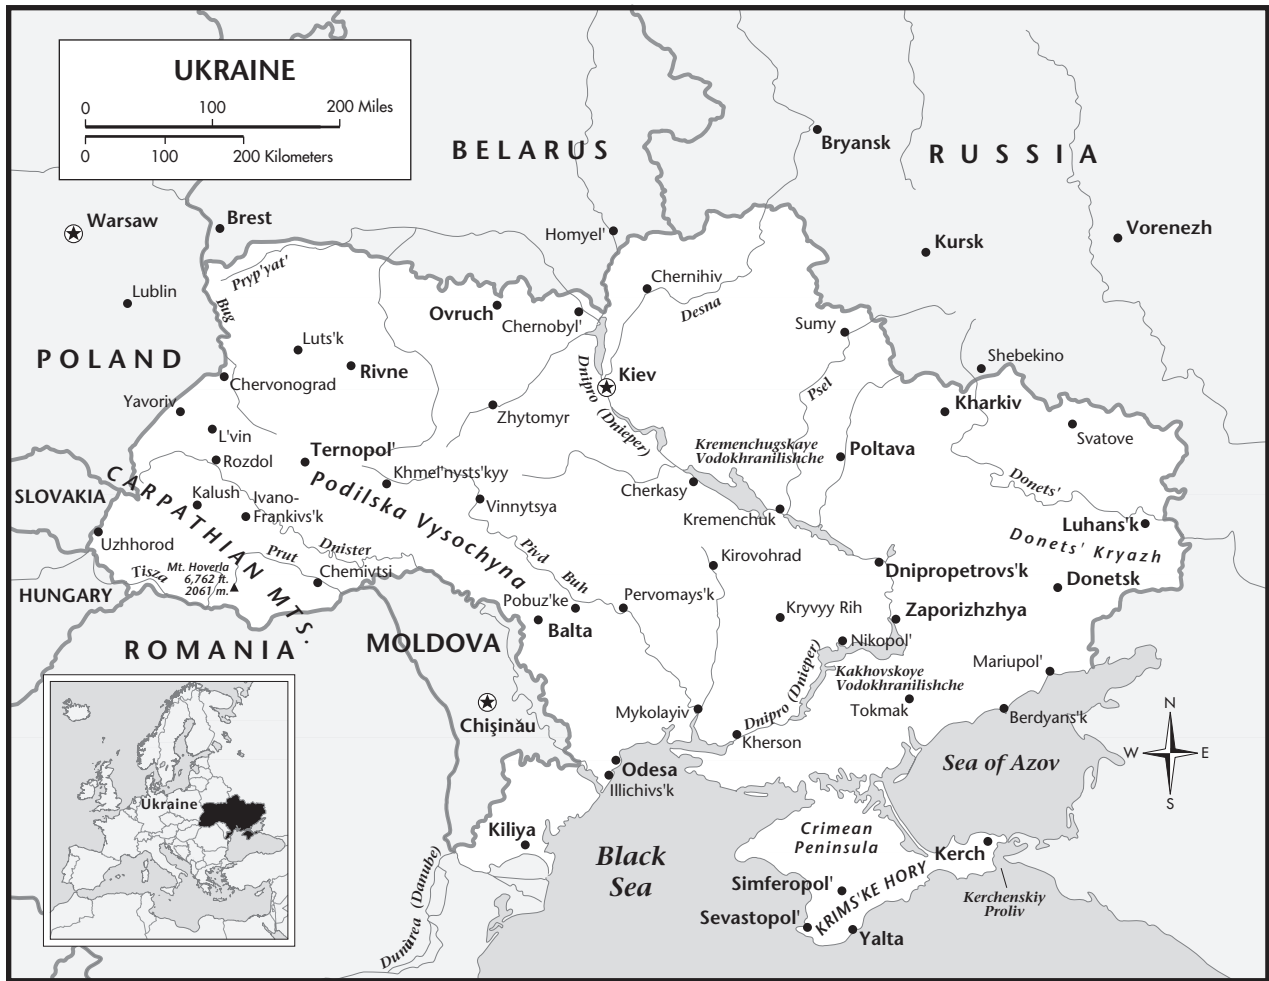 UKRAINE
0 100 200 Miles
0 100 200 Kilometers
BELARUS
RUSSIA
Bryansk
Warsaw
Brest
Homyel'
Kursk
Vorenezh
Pryp'yat'
Chernihiv
Lublin
Bug
Desna
Ovruch
Chernobyl'
Sumy
Luts'k
POLAND
Rivne
Kiev
Shebekino
Chervonograd
Dnipro (Dnieper)
Psel
Yavoriv
Zhytomyr
Kharkiv
L'vin
Svatove
Ternopol'
Kremenchugskaye
Vodokhranilishche
Poltava
Rozdol
Khmel'nysts'kyy
CARPATHIAN MTS.
Podilska Vysochyna
Donets'
SLOVAKIA
Kalush
Ivano-
Frankivs'k
Vinnytsya
Cherkasy
Kremenchuk
Luhans'k
Uzhhorod
Prut
Dnister
Pivd Buh
Kirovohrad
Donets' Kryazh
Tisza
Mt. Hoverla
6,762 ft.
2061 m.
Chemivtsi
Dnipropetrovs'k
Donetsk
HUNGARY
Pobuz'ke
Pervomays'k
Kryvyy Rih
Zaporizhzhya
Balta
ROMANIA
MOLDOVA
Nikopol'
Mariupol'
Kakhovskoye
Vodokhranilishche
Dnipro (Dnieper)
Chişinău
Mykolayiv
Tokmak
Berdyans'k
N
Kherson
W E
Sea of Azov
Odesa
Illichivs'k
S
Ukraine
Kiliya
Crimean
Peninsula
Black
Sea
Kerch
Simferopol'
KRIMS'KE HORY
Kerchenskiy
Proliv
Sevastopol'
Yalta
Dunărea (Danube)